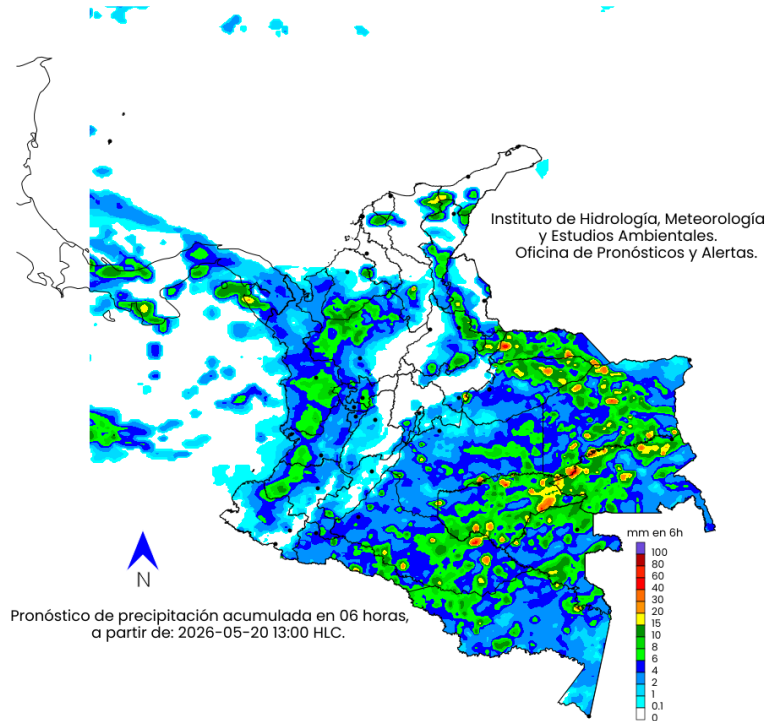 Instituto de Hidrología, Meteorología
y Estudios Ambientales.
Oficina de Pronósticos y Alertas.
mm en 6h
100
80
60
40
30
20
15
10
8
6
4
2
1
0.1
0
N
Pronóstico de precipitación acumulada en 06 horas,
a partir de: 2026-05-20 13:00 HLC.